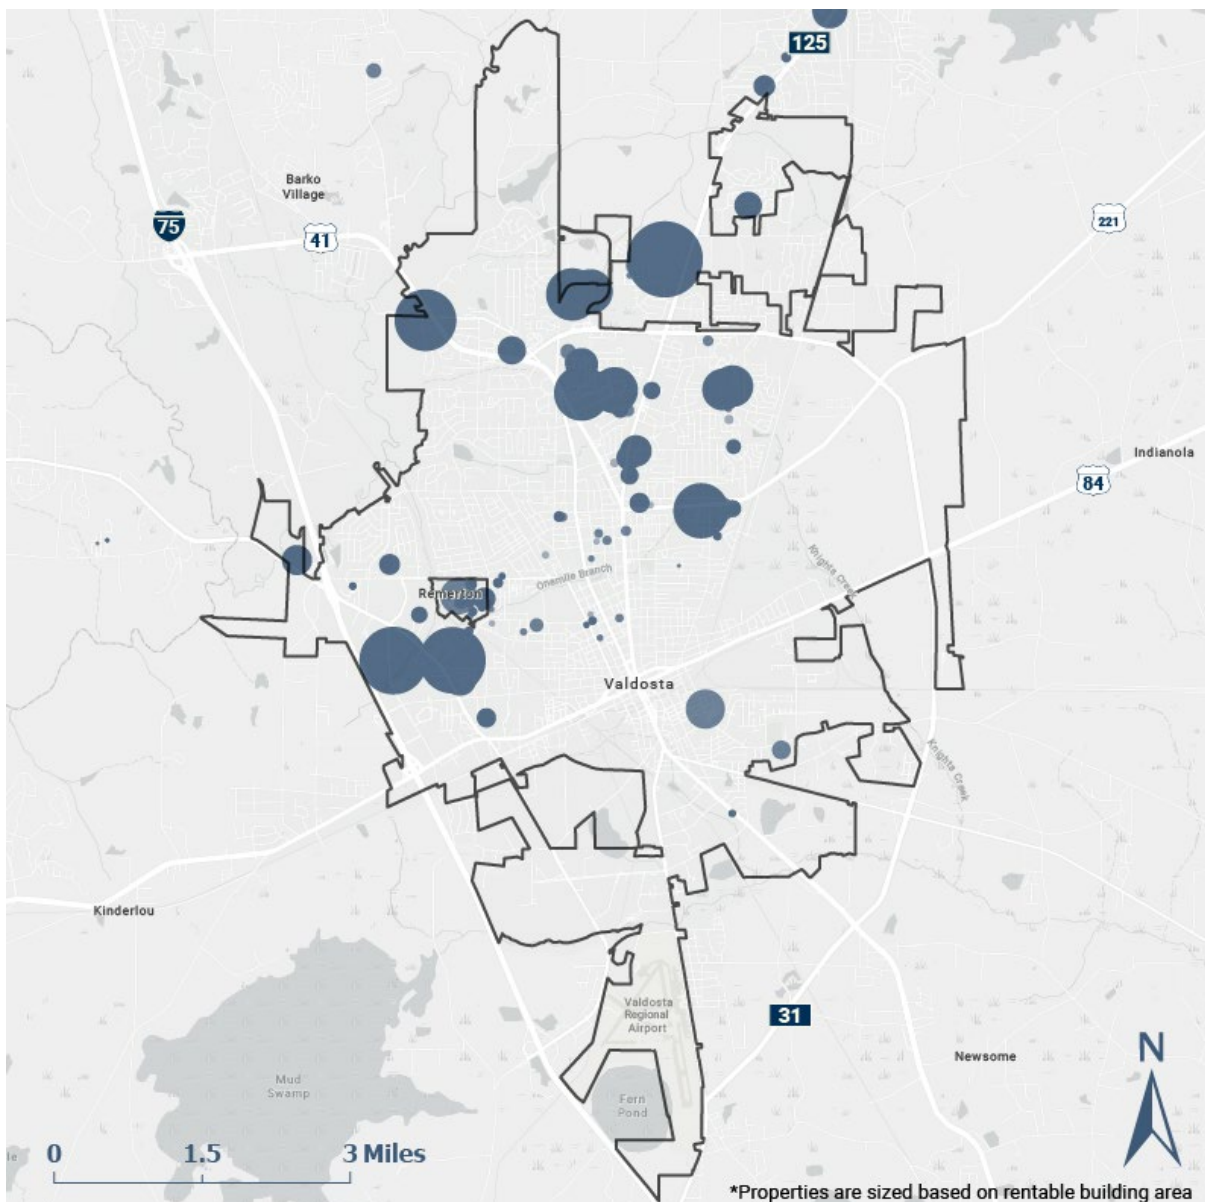 125
Barko
Village
75
41
221
Indianola
84
Knights Creek
Onemile Branch
Remerton
Valdosta
Knights Creek
Kinderlou
Valdosta
Regional
Airport
31
Newsome
N
Mud
Swamp
Fern
Pond
le
0 1.5 3 Miles
*Properties are sized based on rentable building area